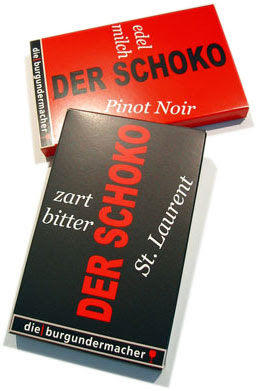 edel
milch
DER SCHOKO
Pinot Noir
die burgundermacher
zart
bitter
DER SCHOKO
St. Laurent
die burgundermacher